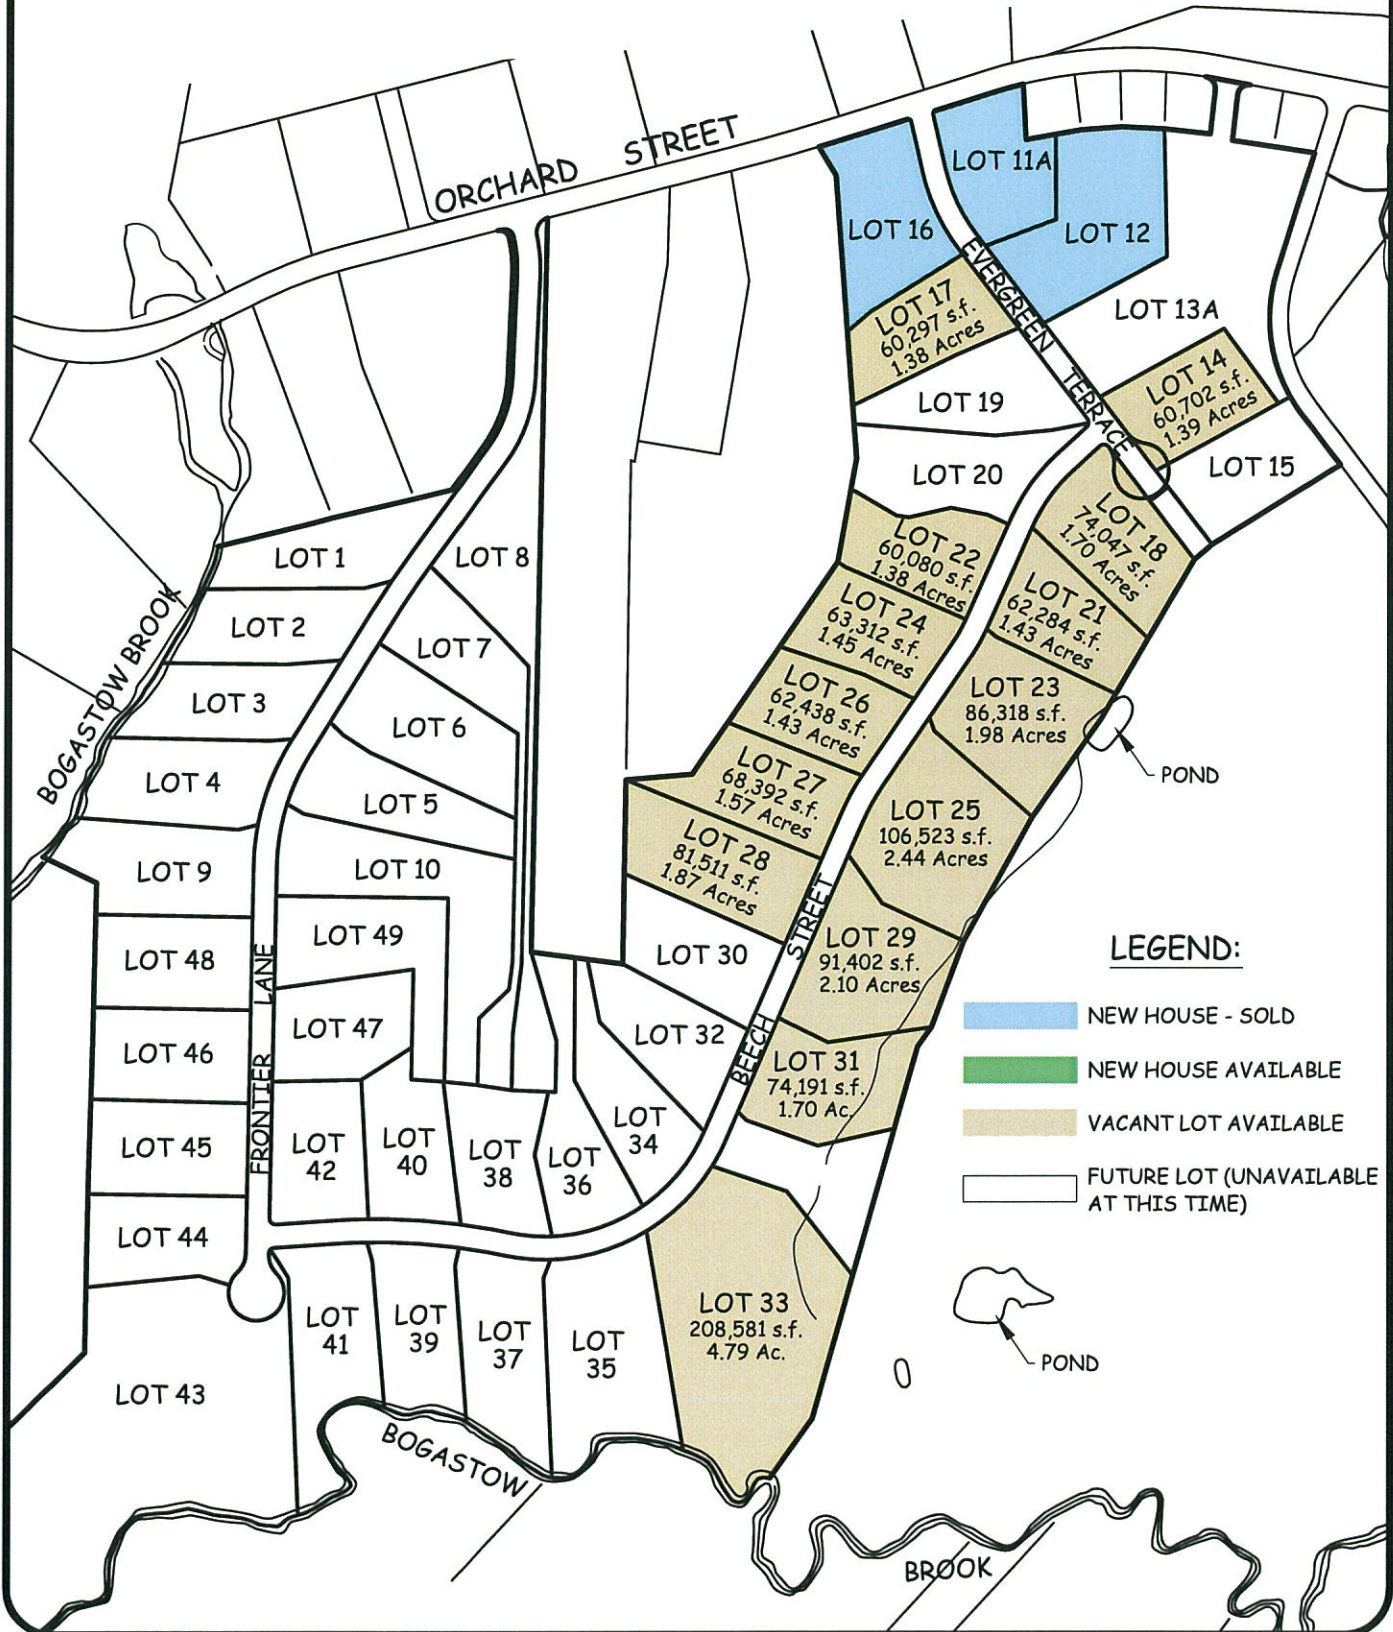 ORCHARD STREET
LOT 11A
LOT 16
LOT 12
EVERGREEN TERRACE
LOT 17
60,297 s.f.
1.38 Acres
LOT 13A
LOT 14
60,702 s.f.
1.39 Acres
LOT 19
LOT 20
LOT 15
LOT 18
74,047 s.f.
1.70 Acres
LOT 22
60,080 s.f.
1.38 Acres
LOT 21
62,284 s.f.
1.43 Acres
LOT 24
63,312 s.f.
1.45 Acres
LOT 23
86,318 s.f.
1.98 Acres
LOT 26
62,438 s.f.
1.43 Acres
POND
LOT 27
68,392 s.f.
1.57 Acres
LOT 25
106,523 s.f.
2.44 Acres
LOT 28
81,511 s.f.
1.87 Acres
LOT 29
91,402 s.f.
2.10 Acres
LOT 30
BEECH STREET
LOT 32
LOT 31
74,191 s.f.
1.70 Ac.
LOT 34
LOT 36
LOT 38
LOT 40
LOT 42
LOT 33
208,581 s.f.
4.79 Ac.
LOT 1
LOT 8
LOT 2
LOT 7
BOGASTOW BROOK
LOT 3
LOT 6
LOT 4
LOT 5
LOT 9
LOT 10
LOT 49
LOT 48
FRONTIER LANE
LOT 47
LOT 46
LOT 45
LOT 44
LOT 43
LOT 41
LOT 39
LOT 37
LOT 35
BOGASTOW
BROOK
LEGEND:
NEW HOUSE - SOLD
NEW HOUSE AVAILABLE
VACANT LOT AVAILABLE
FUTURE LOT (UNAVAILABLE
AT THIS TIME)
POND